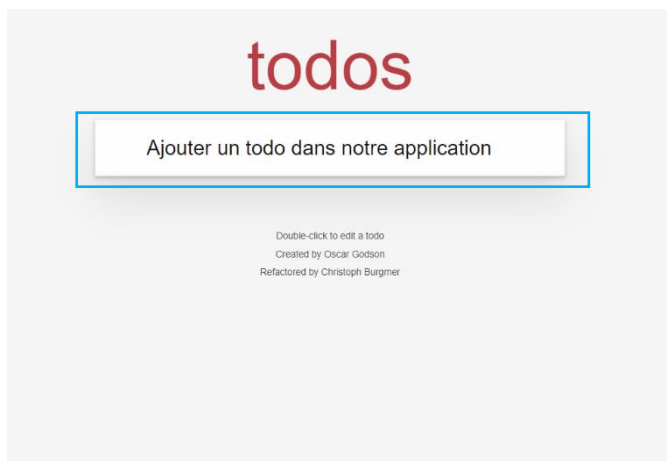 todos
Ajouter un todo dans notre application
Double-click to edit a todo
Created by Oscar Godson
Refactored by Christoph Burgmer